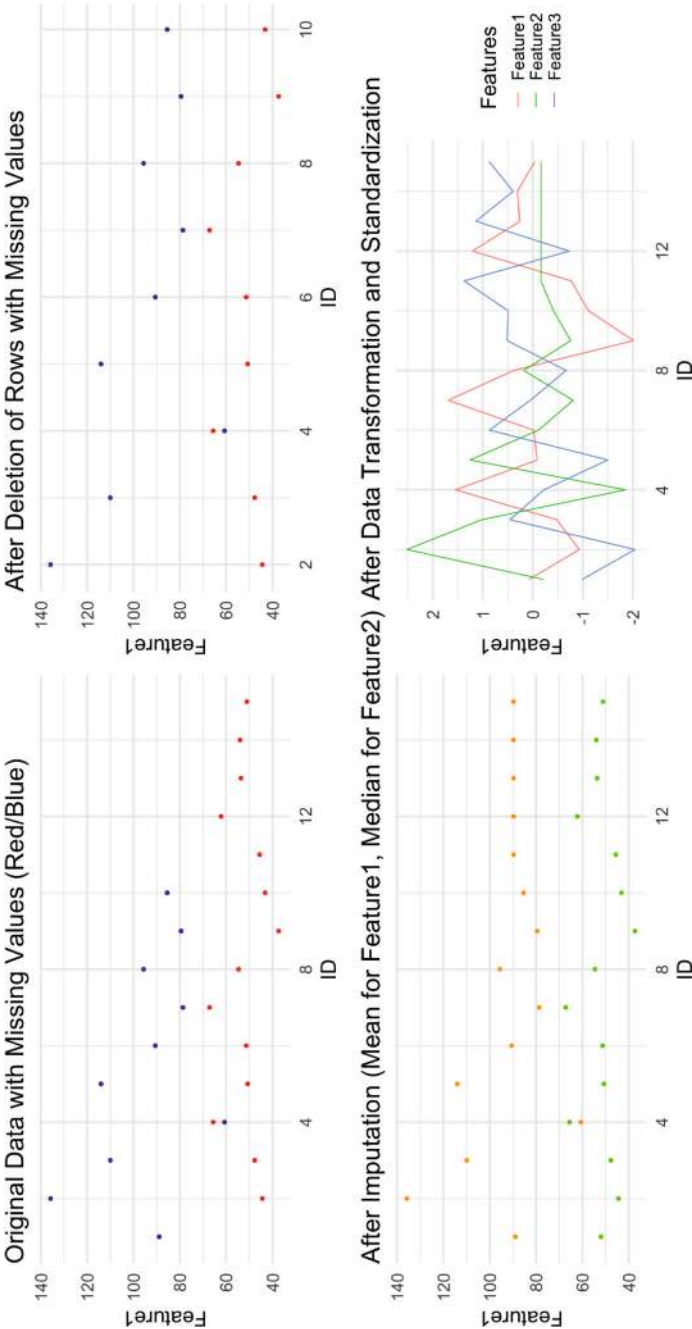 Original Data with Missing Values (Red/Blue)
140
120
100
80
60
40
Feature1
4
8
12
ID
After Deletion of Rows with Missing Values
140
120
100
80
60
40
Feature1
2
4
6
8
10
ID
After Imputation (Mean for Feature1, Median for Feature2)
140
120
100
80
60
40
Feature1
4
8
12
ID
After Data Transformation and Standardization
2
1
0
-1
-2
Feature1
4
8
12
ID
Features
Feature1
Feature2
Feature3